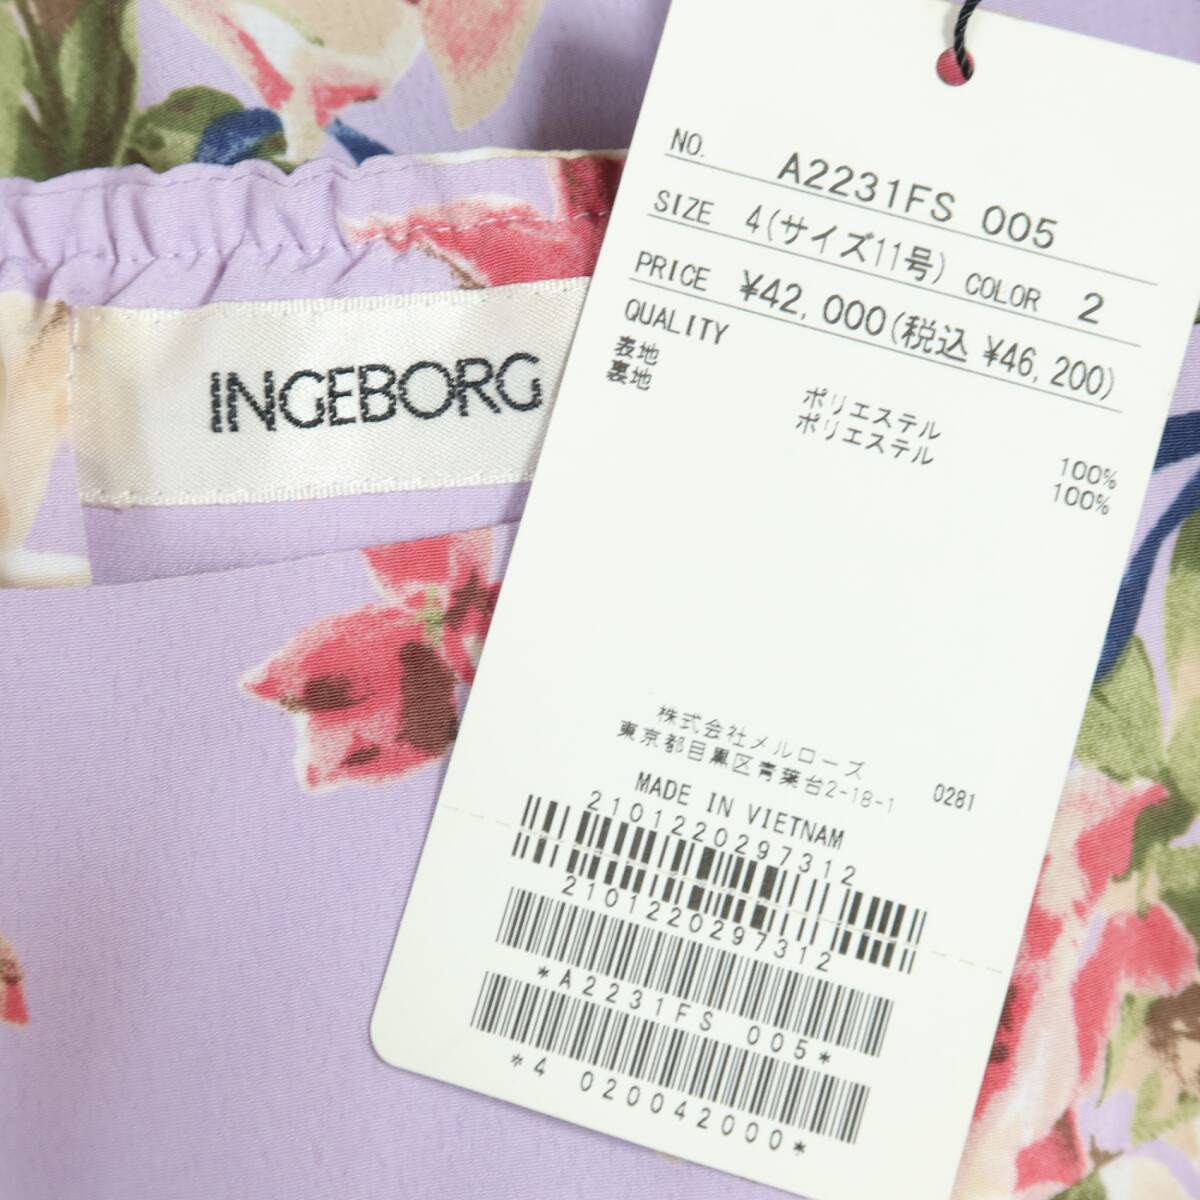 INGEBORG
NO. A2231FS 005
SIZE 4(サイズ11号) COLOR 2
PRICE ¥42,000(税込 ¥46,200)
QUALITY
表地 ポリエステル 100%
裏地 ポリエステル 100%
株式会社メルローズ
東京都目黒区青葉台2-18-1 0281
MADE IN VIETNAM
2101220297312
2101220297312
*A2231FS 005*
*4 020042000*